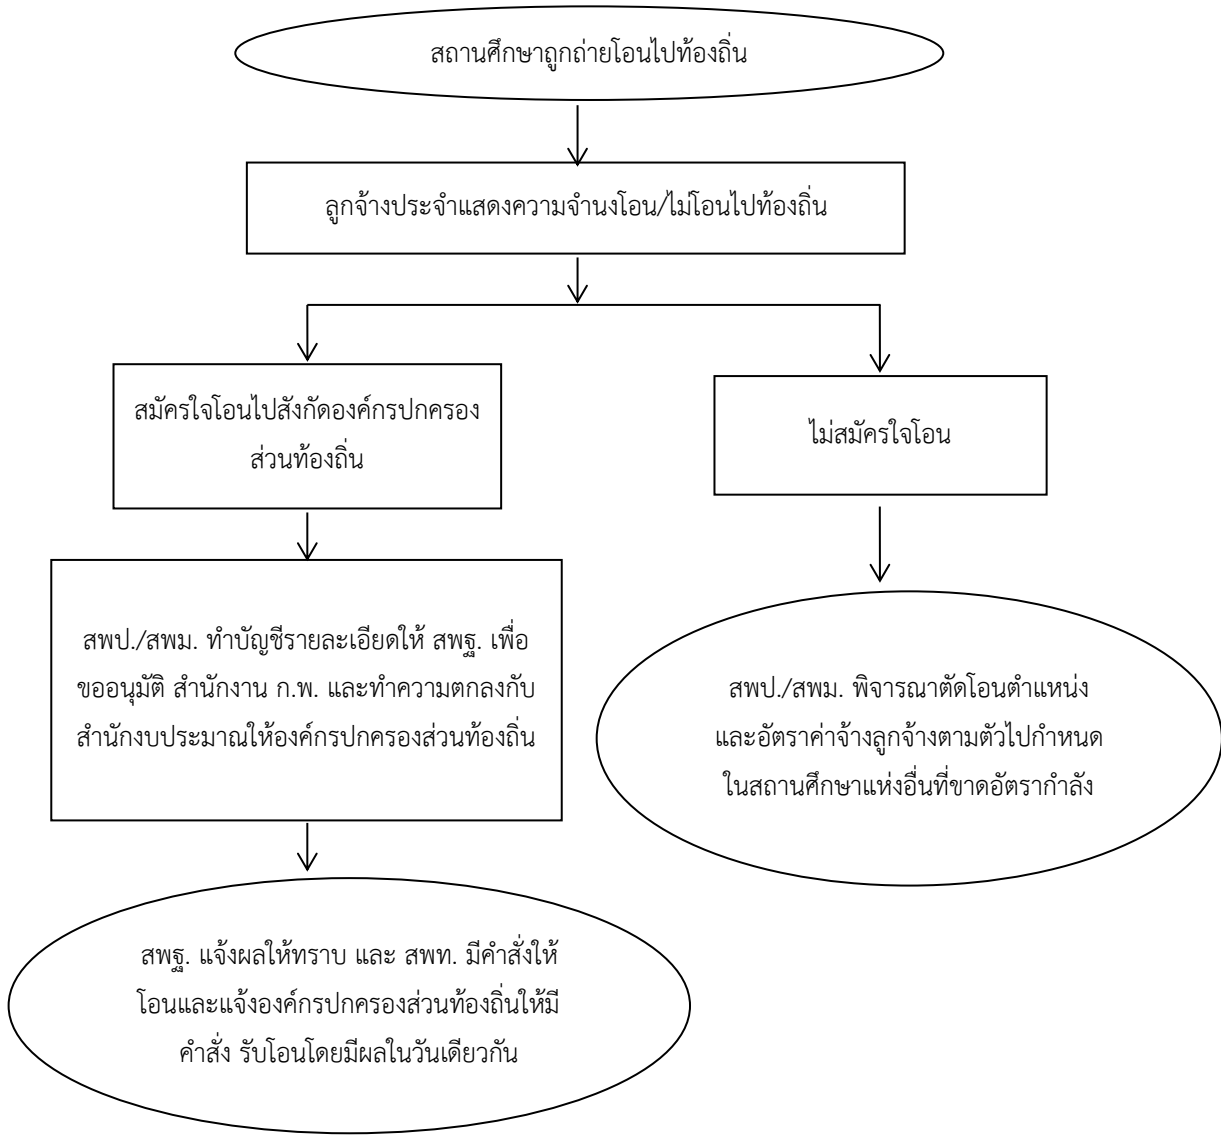 สถานศึกษาถูกถ่ายโอนไปท้องถิ่น
ลูกจ้างประจำแสดงความจำนงโอน/ไม่โอนไปท้องถิ่น
สมัครใจโอนไปสังกัดองค์กรปกครอง
ส่วนท้องถิ่น
ไม่สมัครใจโอน
สพป./สพม. ทำบัญชีรายละเอียดให้ สพฐ. เพื่อ
ขออนุมัติ สำนักงาน ก.พ. และทำความตกลงกับ
สำนักงบประมาณให้องค์กรปกครองส่วนท้องถิ่น
สพป./สพม. พิจารณาตัดโอนตำแหน่ง
และอัตราค่าจ้างลูกจ้างตามตัวไปกำหนด
ในสถานศึกษาแห่งอื่นที่ขาดอัตรากำลัง
สพฐ. แจ้งผลให้ทราบ และ สพท. มีคำสั่งให้
โอนและแจ้งองค์กรปกครองส่วนท้องถิ่นให้มี
คำสั่ง รับโอนโดยมีผลในวันเดียวกัน